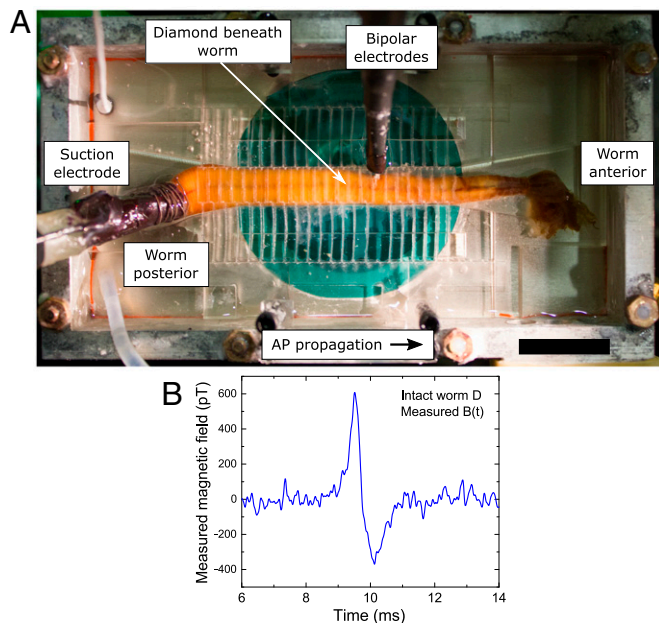 A
Diamond beneath
worm
Bipolar
electrodes
Suction
electrode
Worm
anterior
Worm
posterior
AP propagation
B
Intact worm D
Measured B(t)
Measured magnetic field (pT)
600
400
200
0
-200
-400
6
8
10
12
14
Time (ms)